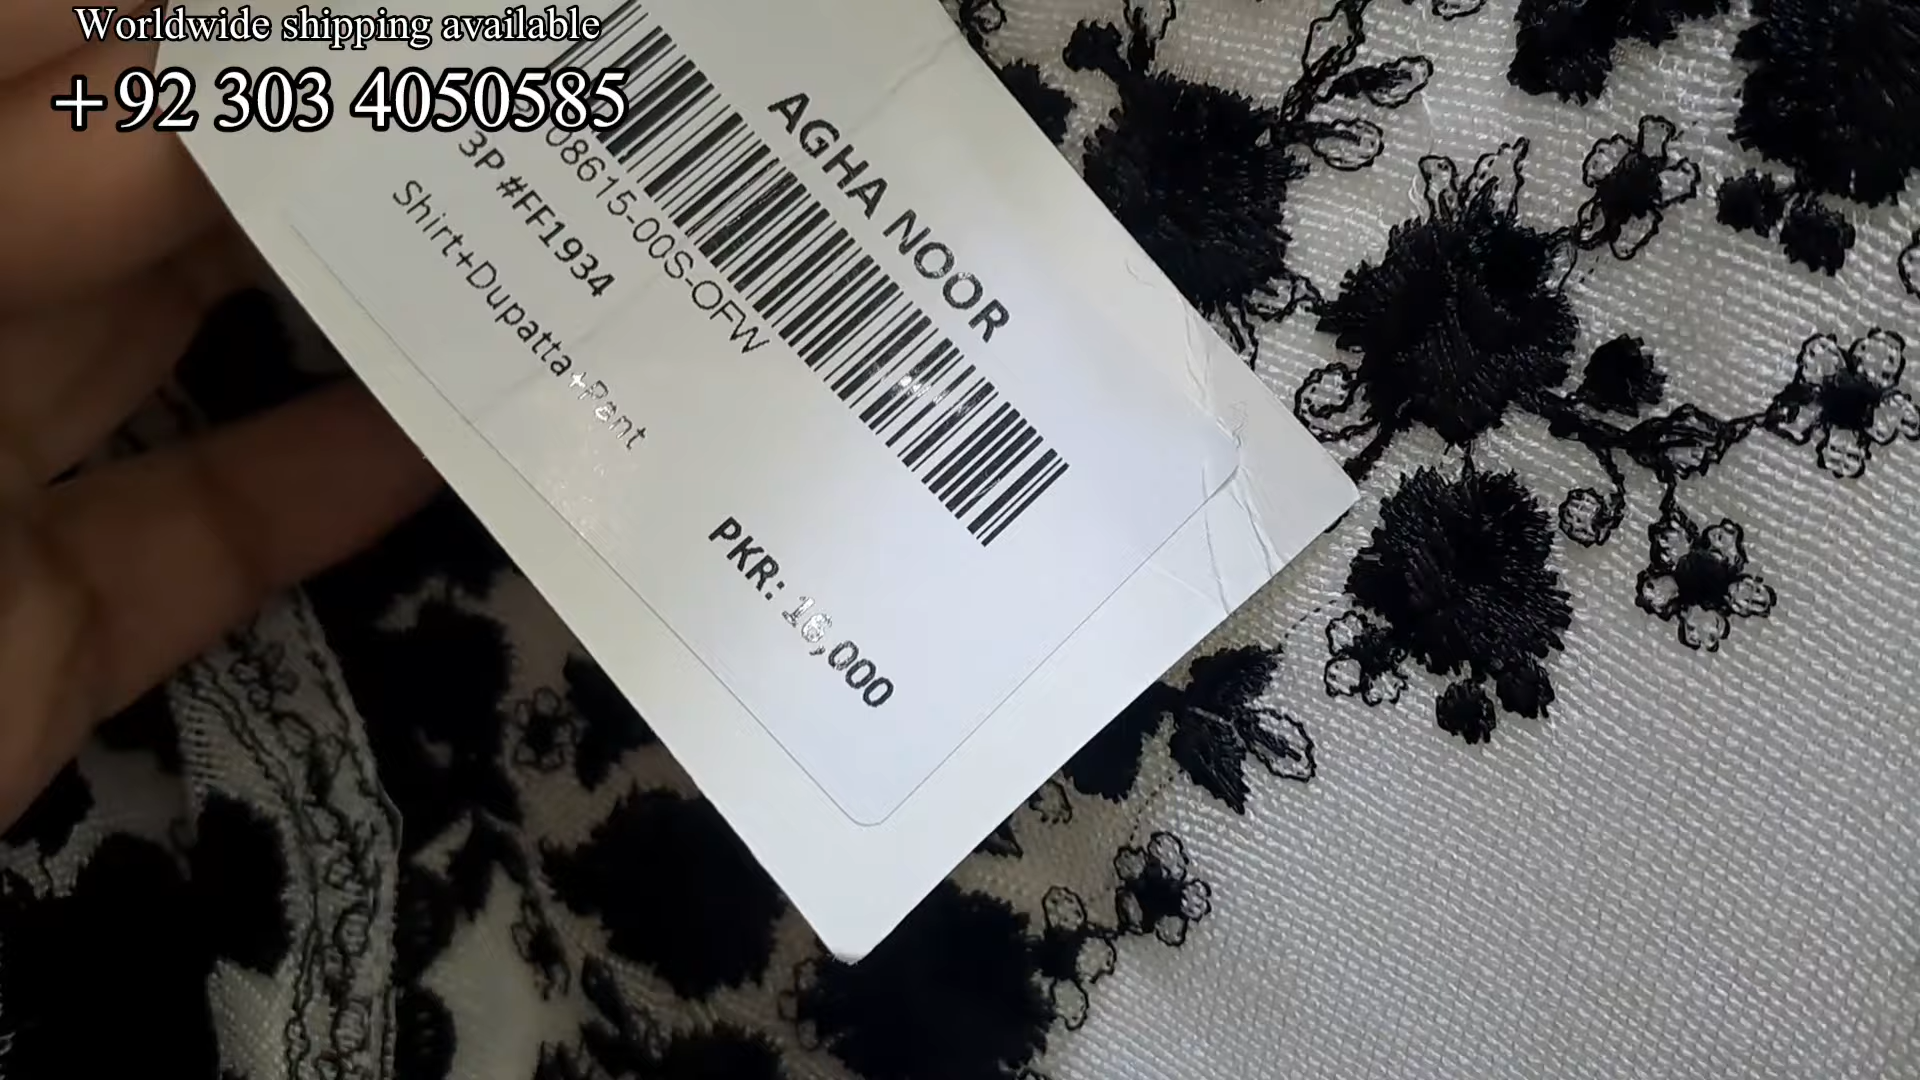 Worldwide shipping available
+92 303 4050585
AGHA NOOR
08615-00S-OFW
3P #FF1934
Shirt+Dupatta+Pant
PKR: 16,000